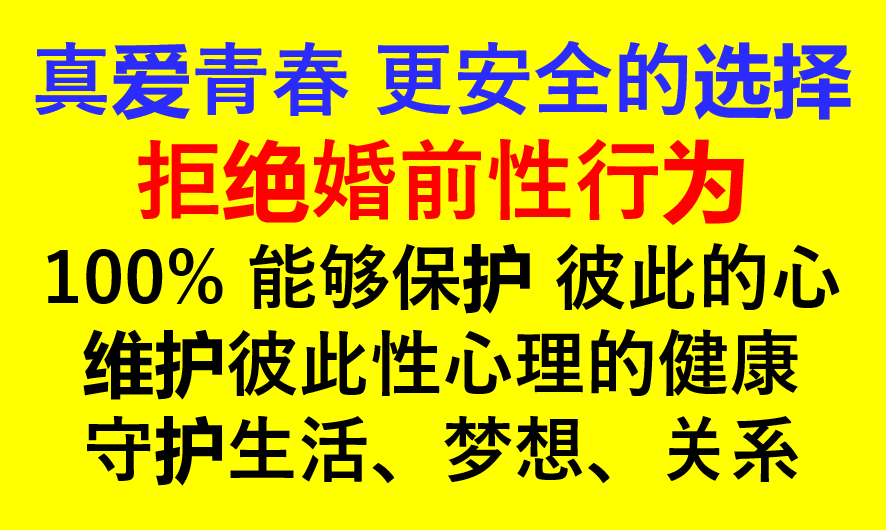 真爱青春 更安全的选择
拒绝婚前性行为
100% 能够保护 彼此的心
维护彼此性心理的健康
守护生活、梦想、关系